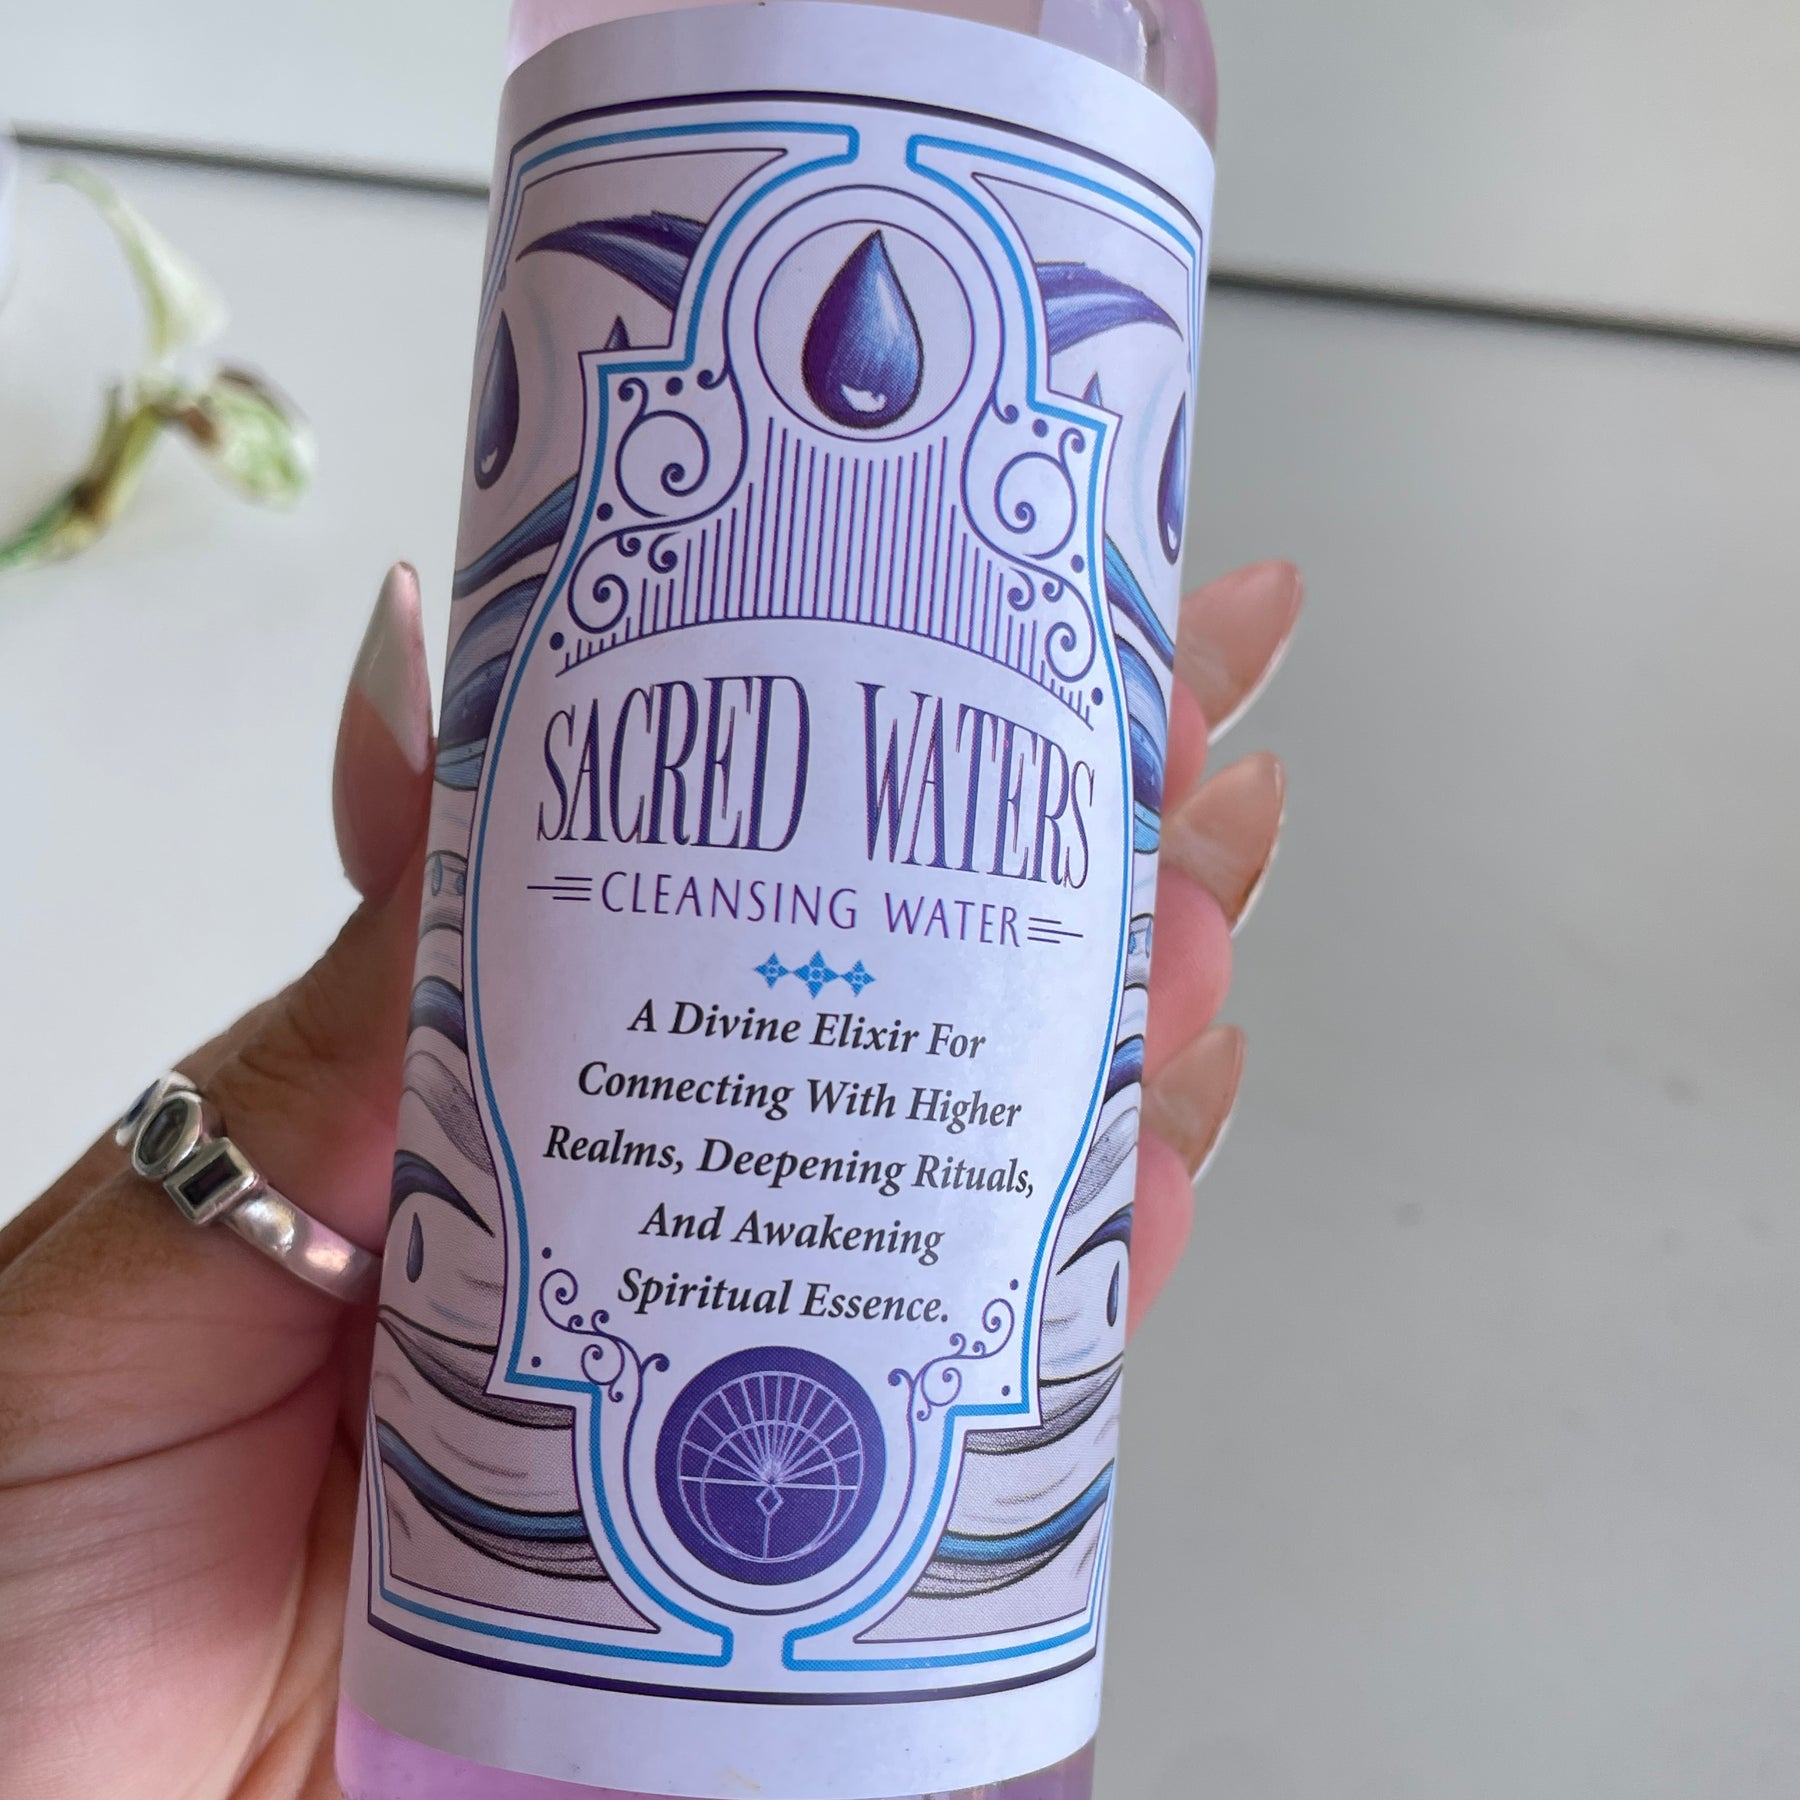 SACRED WATERS
CLEANSING WATER
A Divine Elixir For
Connecting With Higher
Realms, Deepening Rituals,
And Awakening
Spiritual Essence.